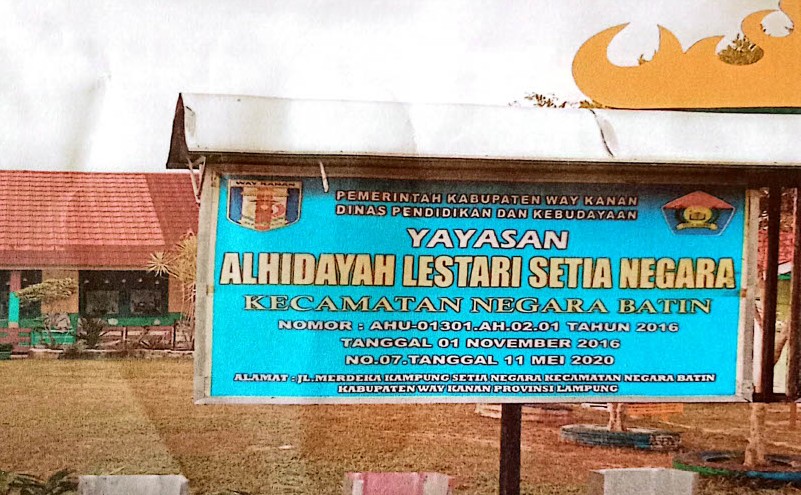 WAY KANAN
PEMERINTAH KABUPATEN WAY KANAN
DINAS PENDIDIKAN DAN KEBUDAYAAN
YAYASAN
ALHIDAYAH LESTARI SETIA NEGARA
KECAMATAN NEGARA BATIN
NOMOR : AHU-01301.AH.02.01 TAHUN 2016
TANGGAL 01 NOVEMBER 2016
NO.07.TANGGAL 11 MEI 2020
ALAMAT : JL.MERDEKA KAMPUNG SETIA NEGARA KECAMATAN NEGARA BATIN
KABUPATEN WAY KANAN PROVINSI LAMPUNG